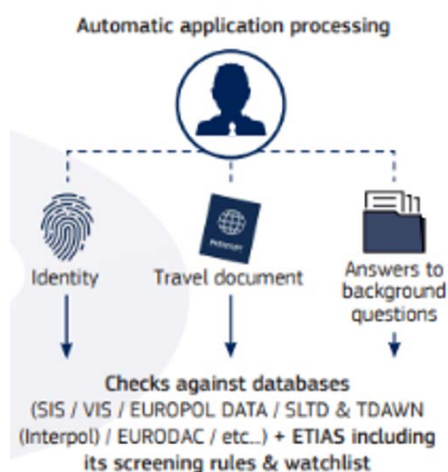 Automatic application processing
PASSPORT
Identity
Travel document
Answers to
background
questions
Checks against databases
(SIS / VIS / EUROPOL DATA / SLTD & TDAWN
(Interpol) / EURODAC / etc...) + ETIAS including
its screening rules & watchlist